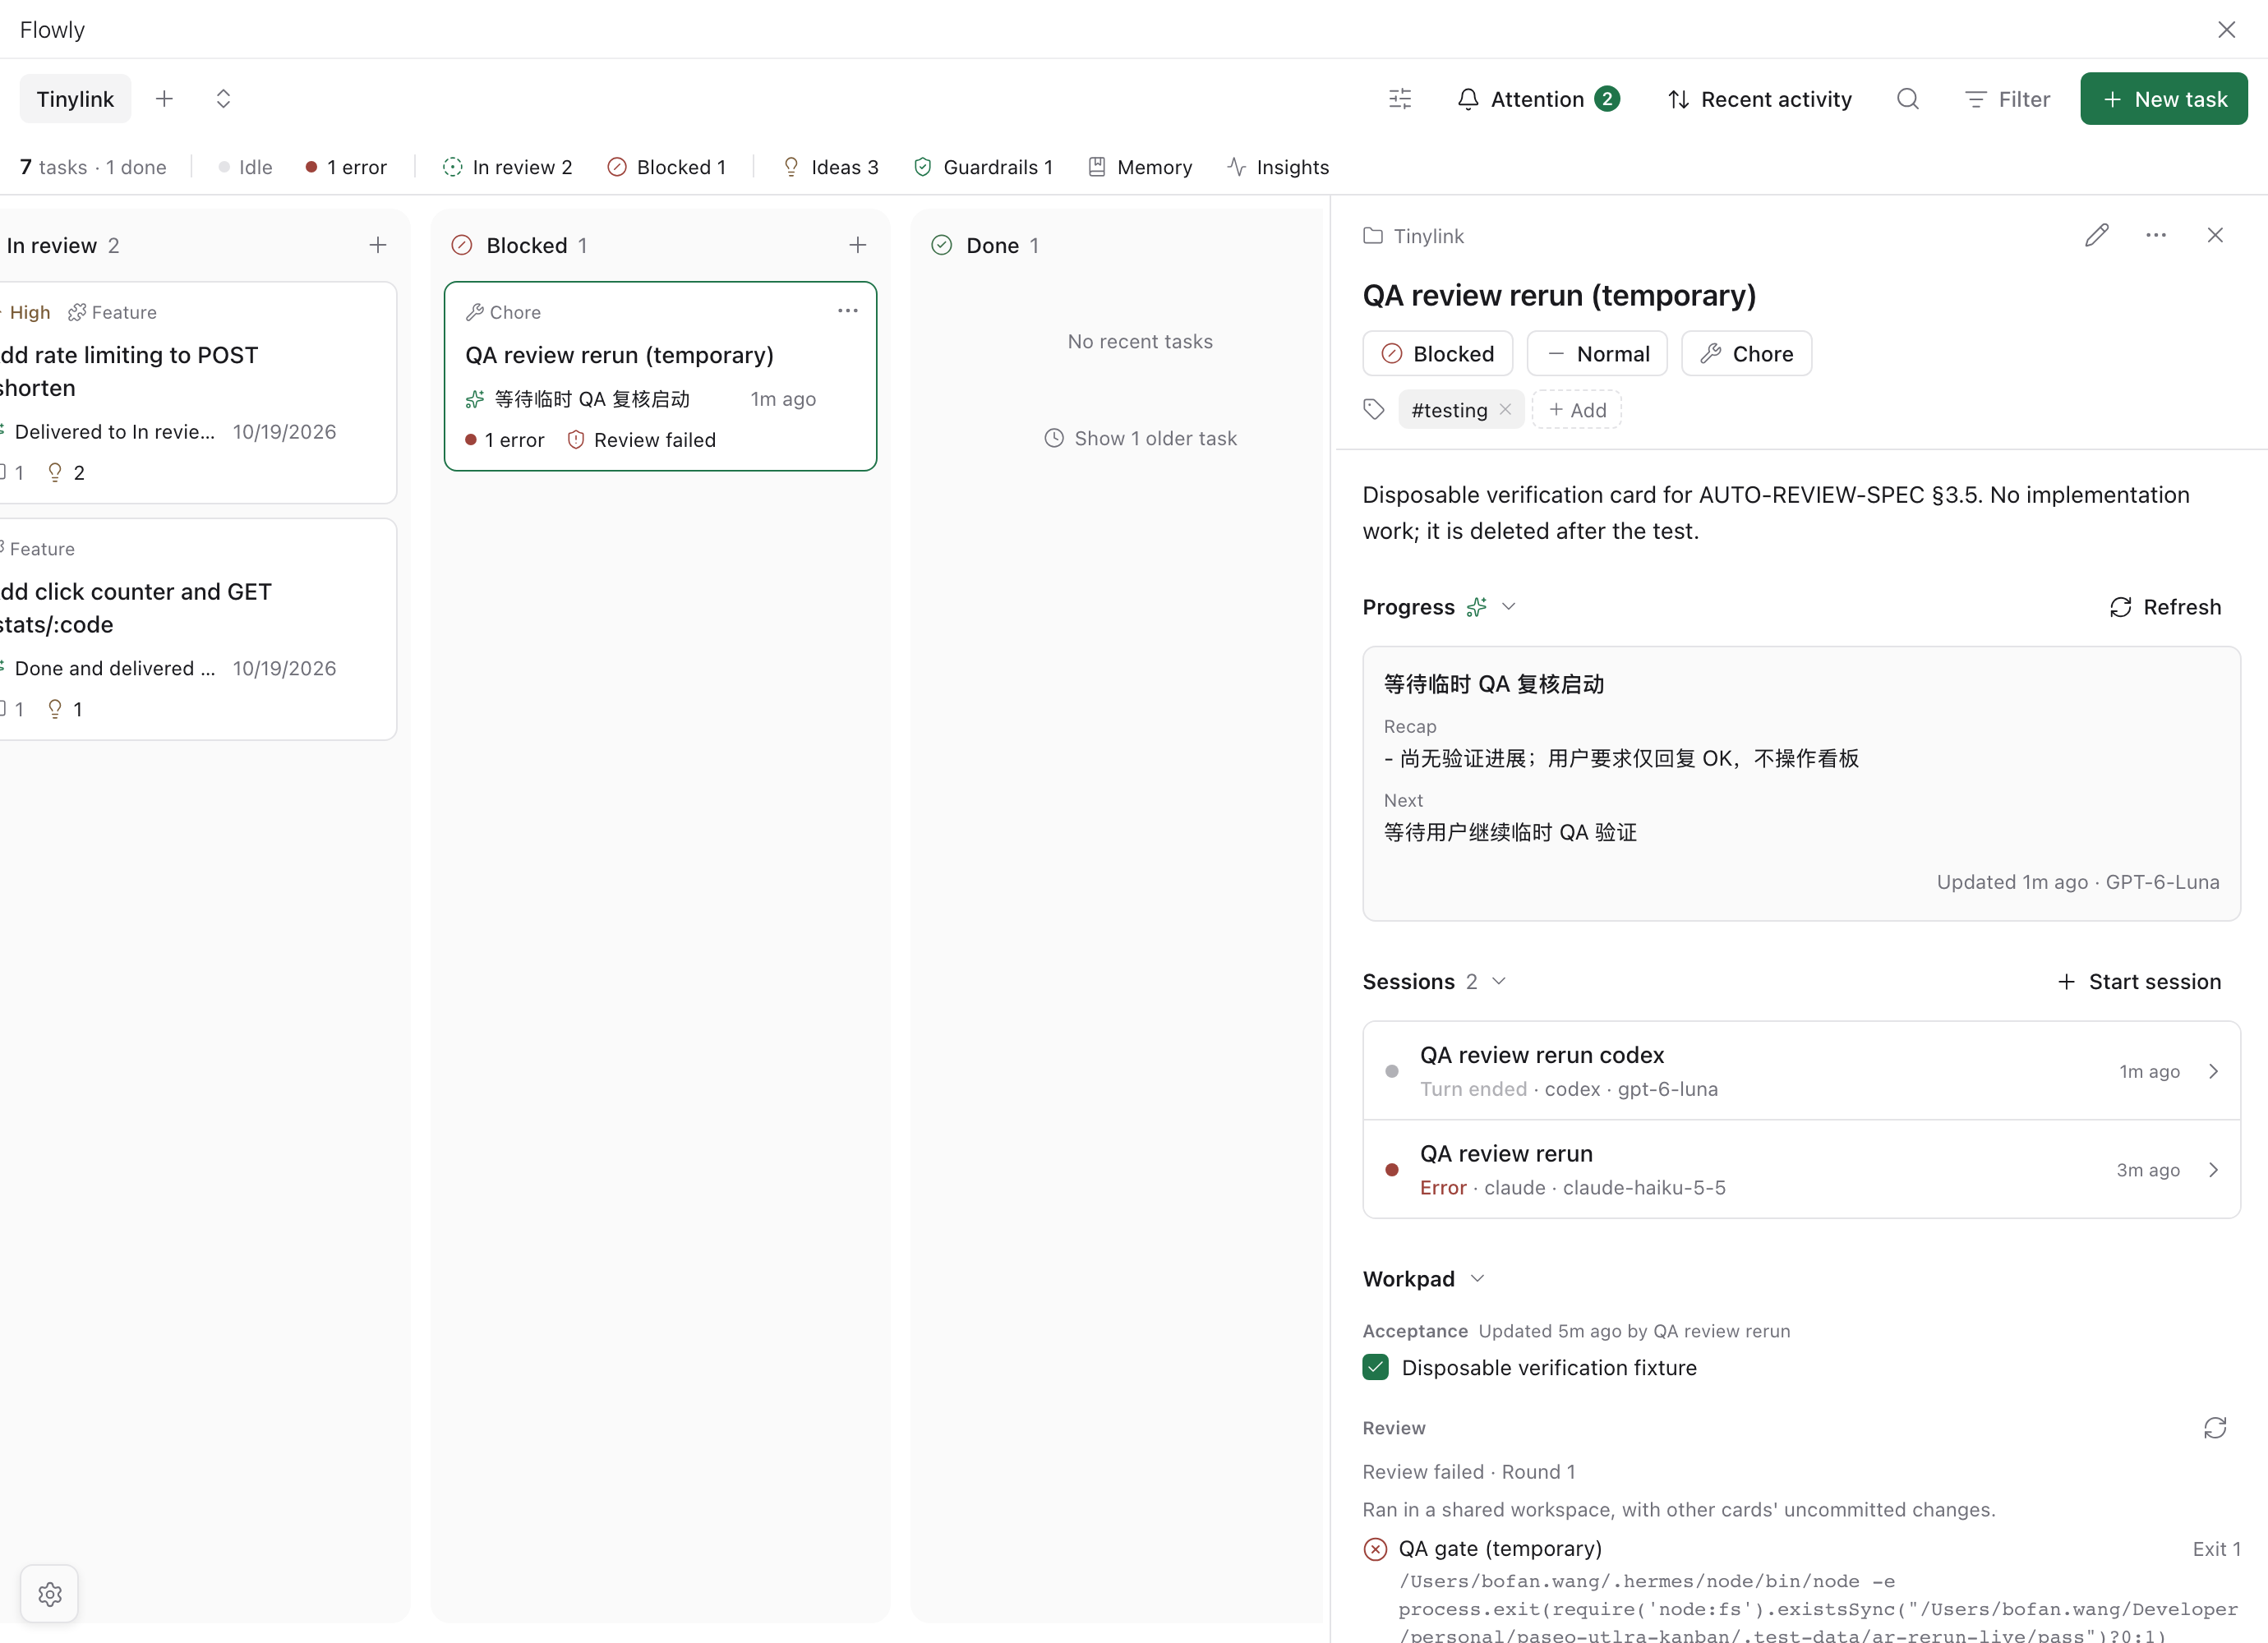 Flowly
Tinylink
Attention 2
Recent activity
Filter
New task
7 tasks · 1 done
Idle
1 error
In review 2
Blocked 1
Ideas 3
Guardrails 1
Memory
Insights
In review 2
High Feature
dd rate limiting to POST
shorten
Delivered to In revie... 10/19/2026
1 2
Feature
dd click counter and GET
stats/:code
Done and delivered ... 10/19/2026
1 1
Blocked 1
Chore
QA review rerun (temporary)
等待临时 QA 复核启动 1m ago
1 error Review failed
Done 1
No recent tasks
Show 1 older task
Tinylink
QA review rerun (temporary)
Blocked Normal Chore
#testing Add
Disposable verification card for AUTO-REVIEW-SPEC §3.5. No implementation
work; it is deleted after the test.
Progress Refresh
等待临时 QA 复核启动
Recap
- 尚无验证进展；用户要求仅回复 OK，不操作看板
Next
等待用户继续临时 QA 验证
Updated 1m ago · GPT-6-Luna
Sessions 2 Start session
QA review rerun codex
Turn ended · codex · gpt-6-luna 1m ago
QA review rerun
Error · claude · claude-haiku-5-5 3m ago
Workpad
Acceptance Updated 5m ago by QA review rerun
Disposable verification fixture
Review
Review failed · Round 1
Ran in a shared workspace, with other cards' uncommitted changes.
QA gate (temporary) Exit 1
/Users/bofan.wang/.hermes/node/bin/node -e
process.exit(require('node:fs').existsSync("/Users/bofan.wang/Developer
/personal/paseo-utlra-kanban/.test-data/ar-rerun-live/pass")?0:1)